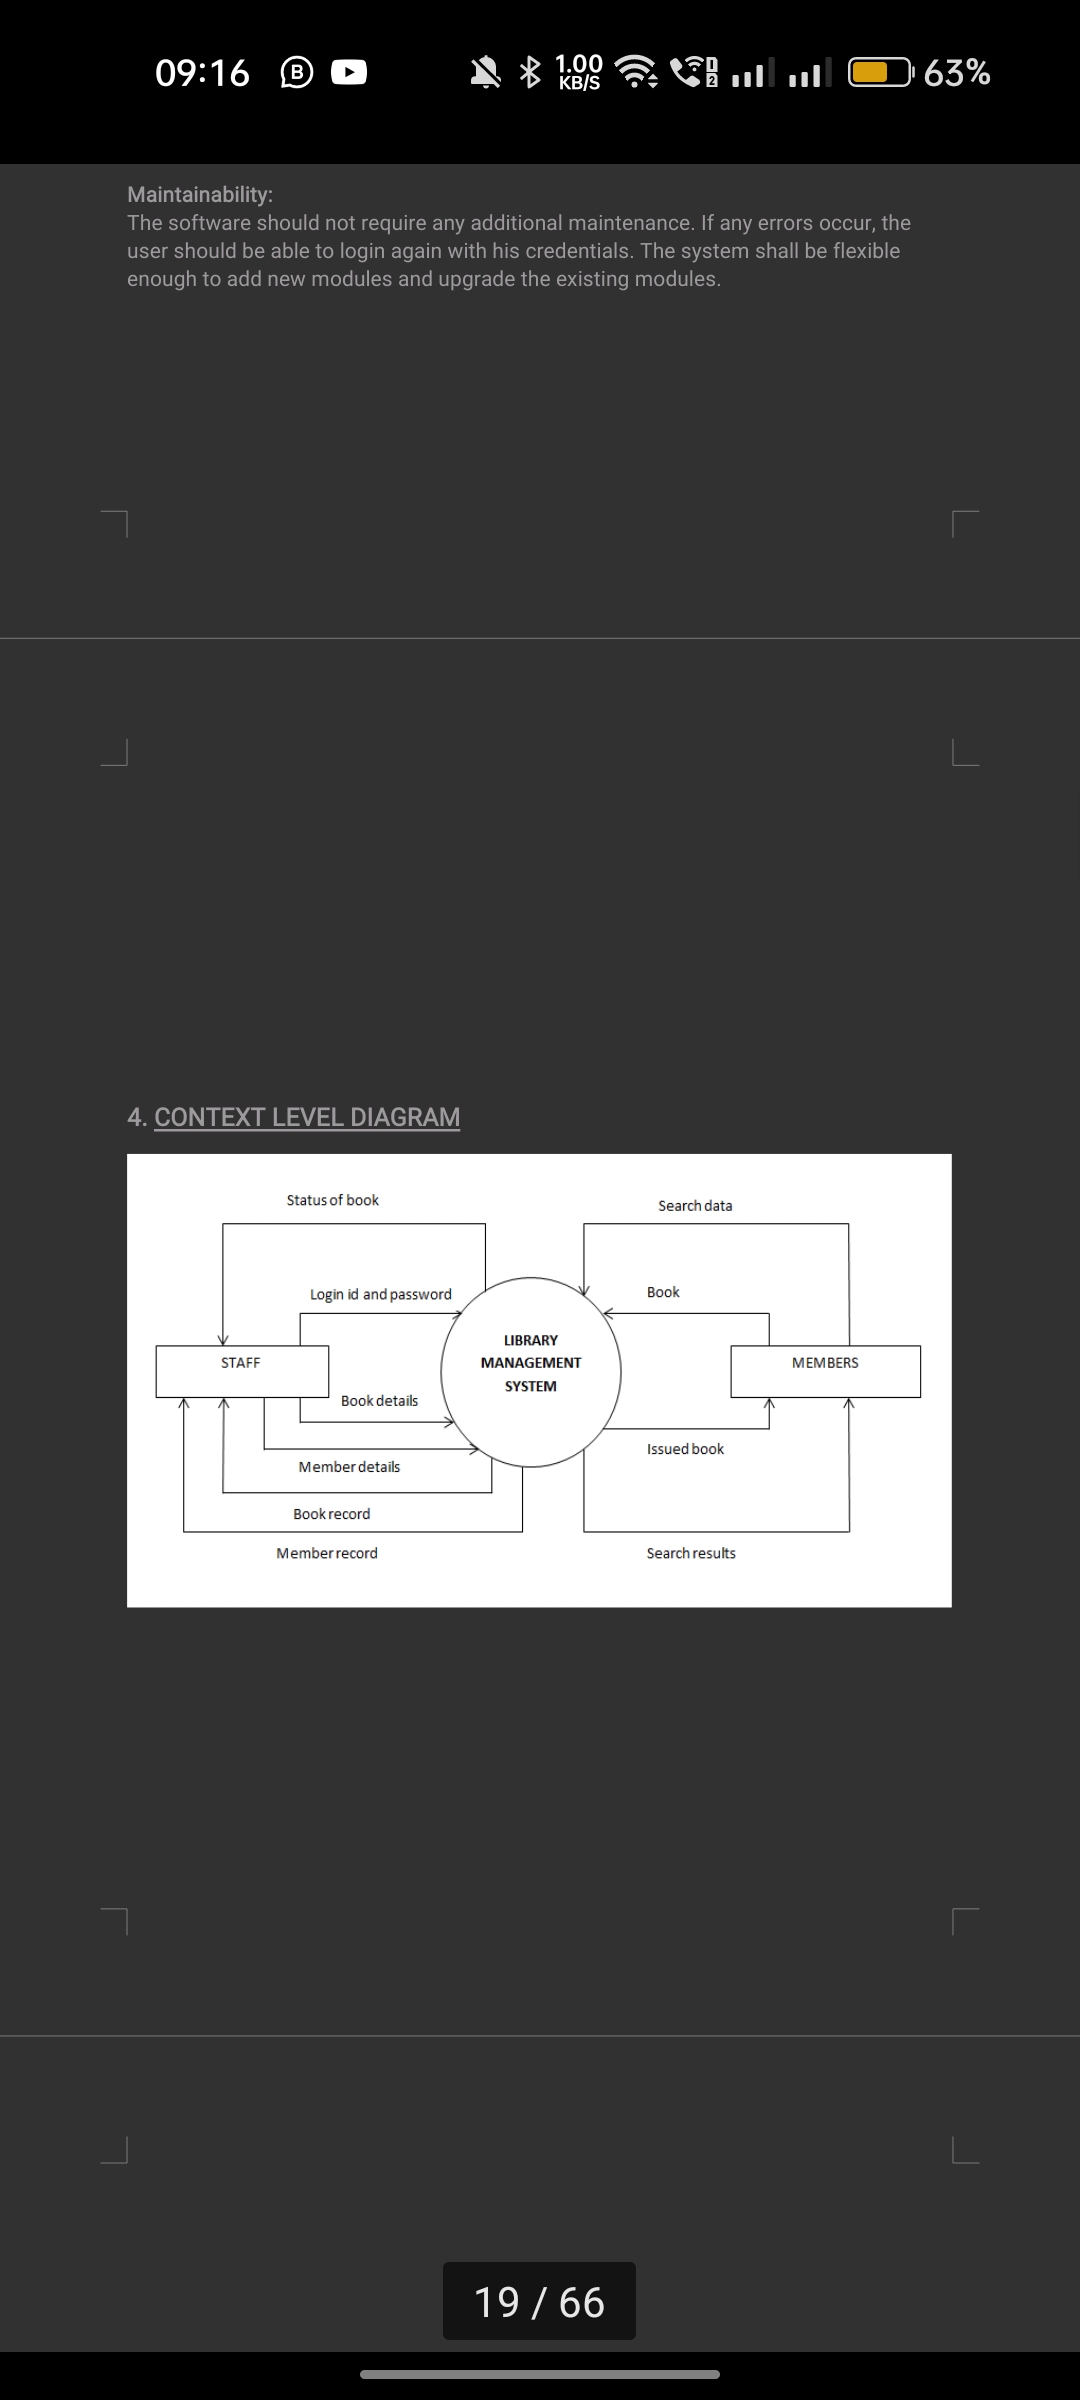 09:16 B 1.00 KB/S 1 2 63%
Maintainability:
The software should not require any additional maintenance. If any errors occur, the
user should be able to login again with his credentials. The system shall be flexible
enough to add new modules and upgrade the existing modules.
4. CONTEXT LEVEL DIAGRAM
Status of book
Search data
Login id and password
Book
LIBRARY
MANAGEMENT
SYSTEM
STAFF
MEMBERS
Book details
Issued book
Member details
Book record
Member record
Search results
19 / 66